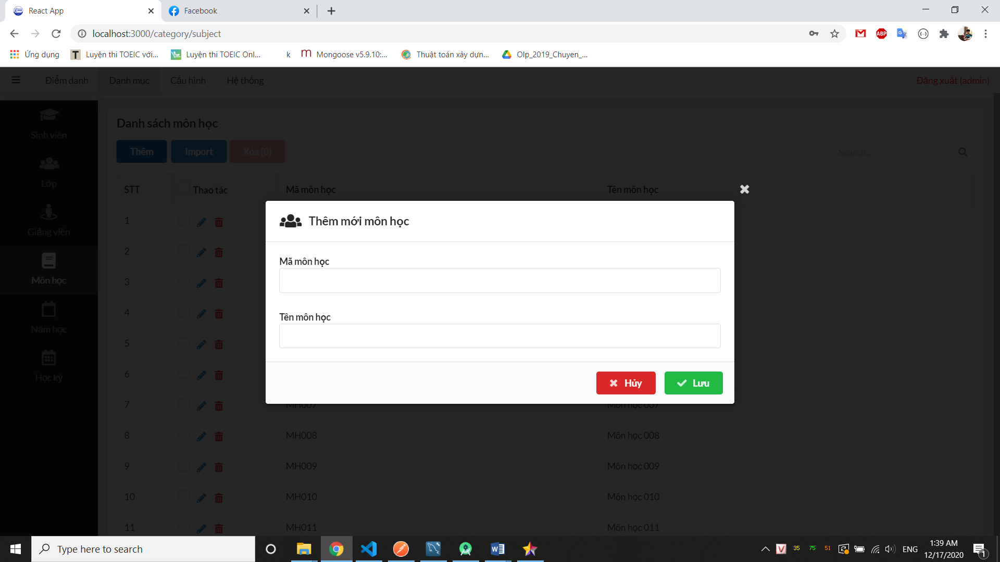 React App
Facebook
localhost:3000/category/subject
Ứng dụng
T
Luyện thi TOEIC với...
Luyện thi TOEIC Onl...
k
Mongoose v5.9.10:...
Thuật toán xây dựn...
Olp_2019_Chuyen_...
ABP
Điểm danh
Danh mục
Cấu hình
Hệ thống
Đăng xuất (admin)
Sinh viên
Lớp
Giảng viên
Môn học
Năm học
Học kỳ
Danh sách môn học
Thêm
Import
Xóa (0)
Search...
STT
Thao tác
Mã môn học
Tên môn học
1
2
3
4
5
6
7
MH007
Môn học 007
8
MH008
Môn học 008
9
MH009
Môn học 009
10
MH010
Môn học 010
11
MH011
Môn học 011
Thêm mới môn học
Mã môn học
Tên môn học
Hủy
Lưu
Type here to search
V
35
75
51
ENG
1:39 AM
12/17/2020
1